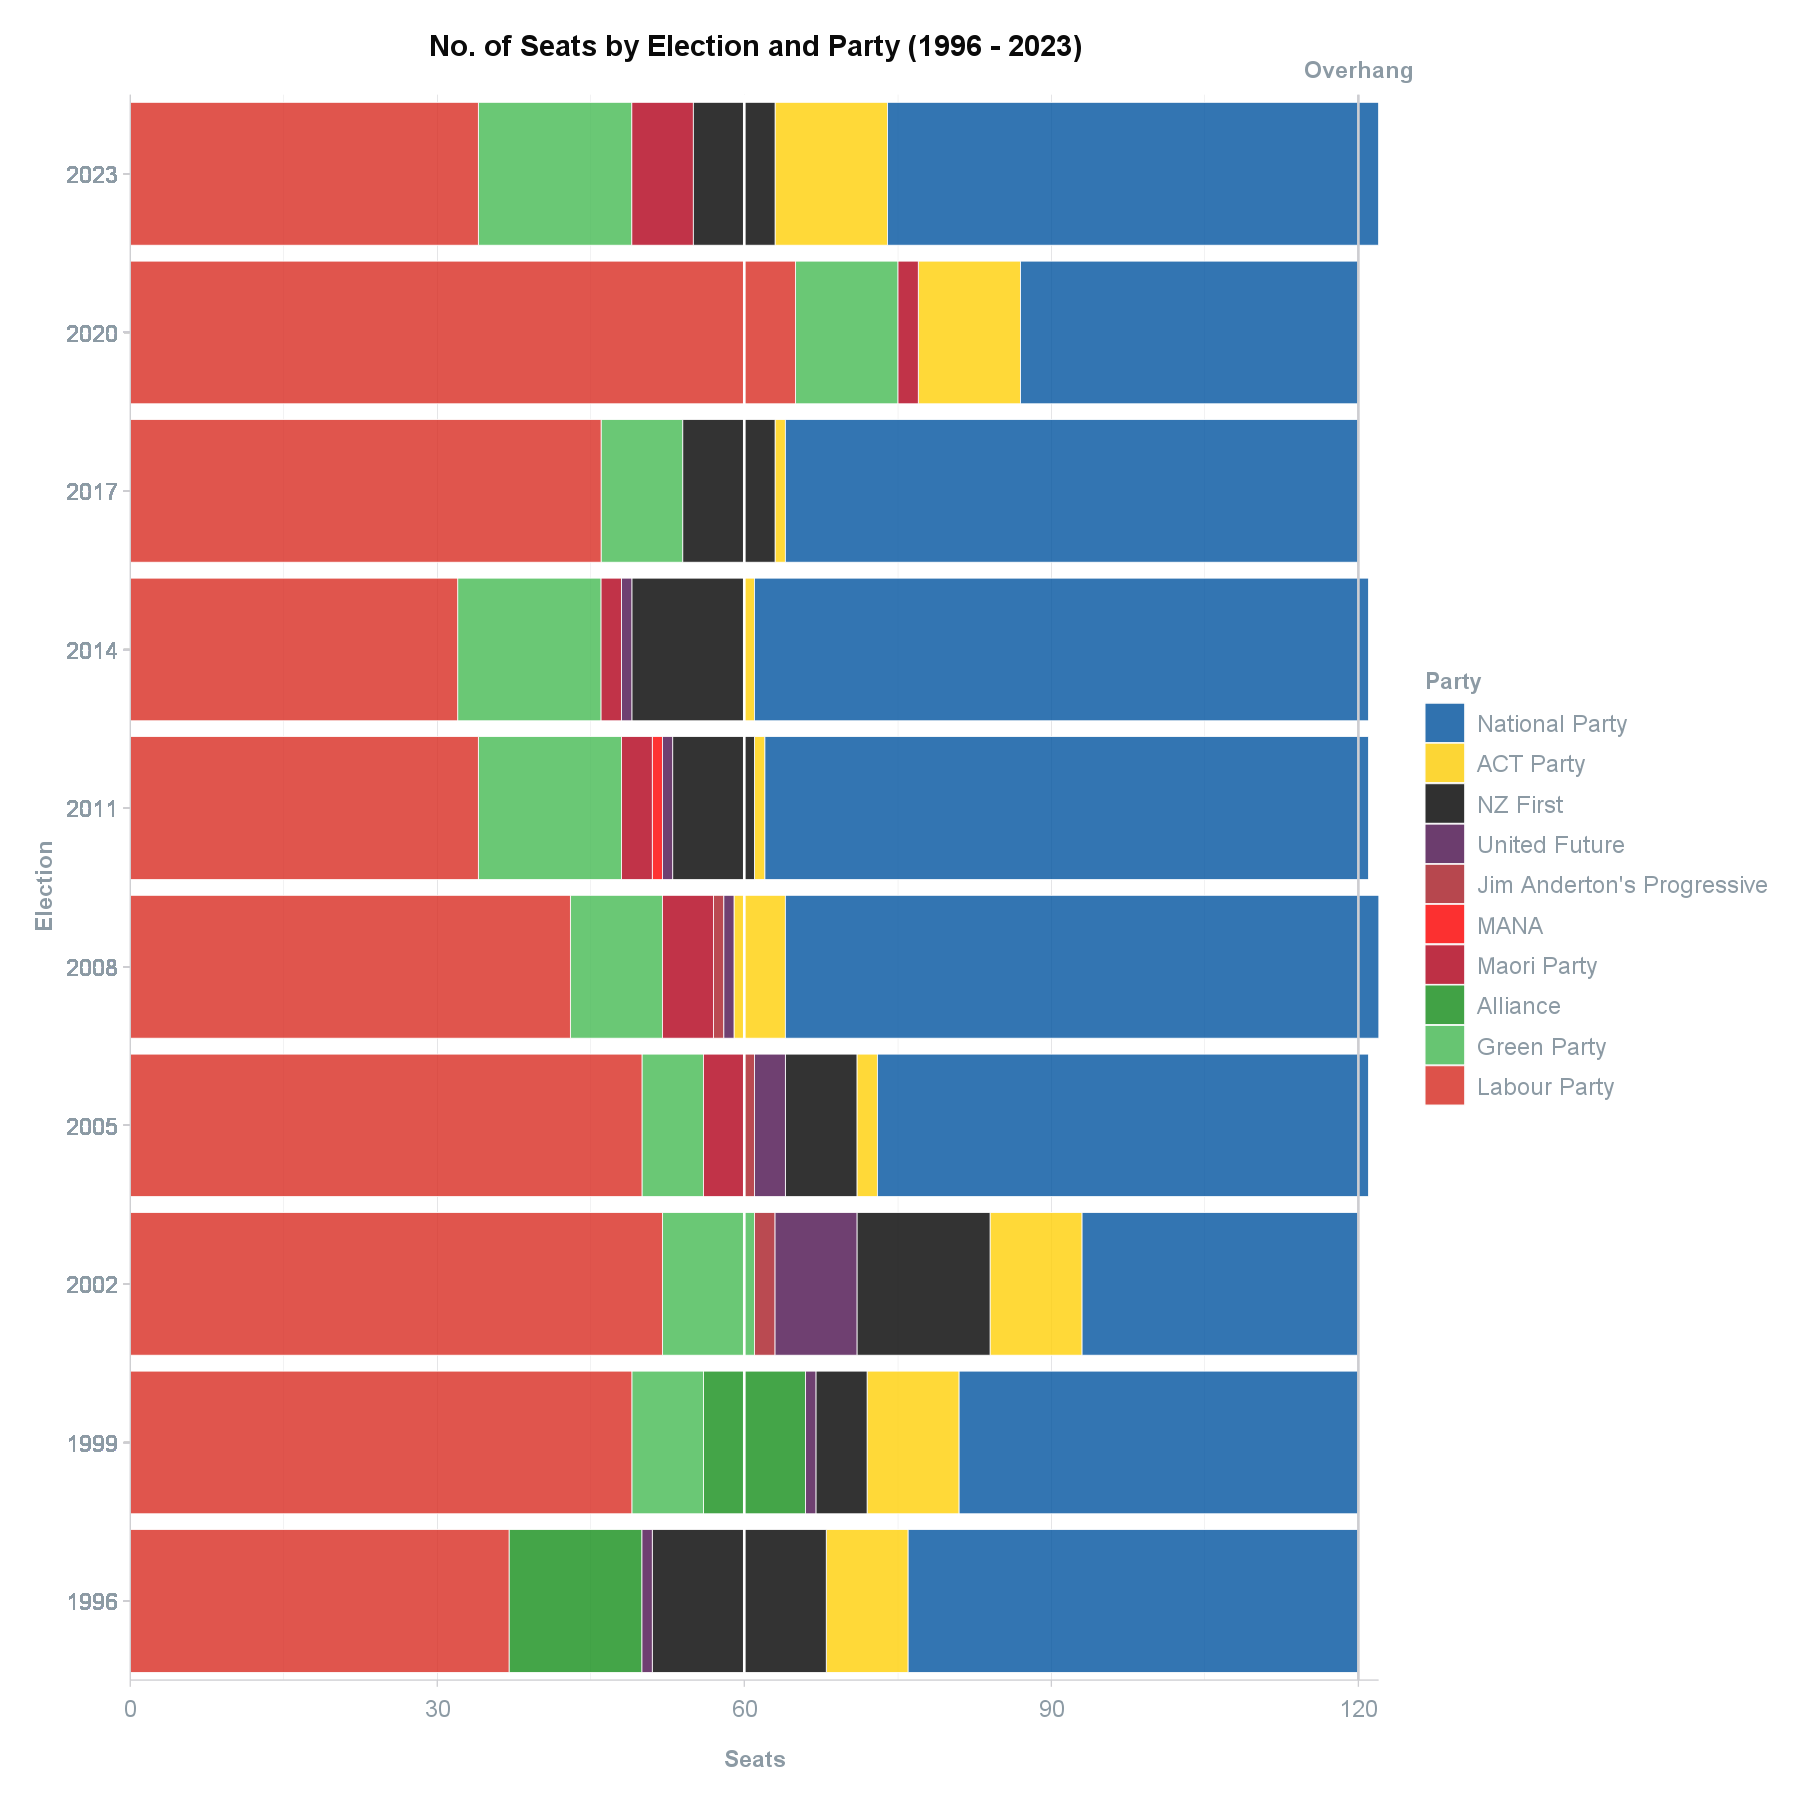 No. of Seats by Election and Party (1996 - 2023)
Overhang
2023
2020
2017
2014
2011
2008
2005
2002
1999
1996
Election
0 30 60 90 120
Seats
Party
National Party
ACT Party
NZ First
United Future
Jim Anderton's Progressive
MANA
Maori Party
Alliance
Green Party
Labour Party